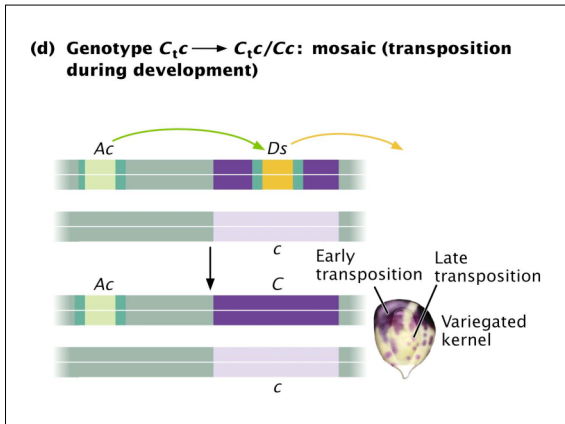 (d) Genotype Cₜc → Cₜc/Cc: mosaic (transposition
during development)
Ac
Ds
c
Ac
C
c
Early
transposition
Late
transposition
Variegated
kernel